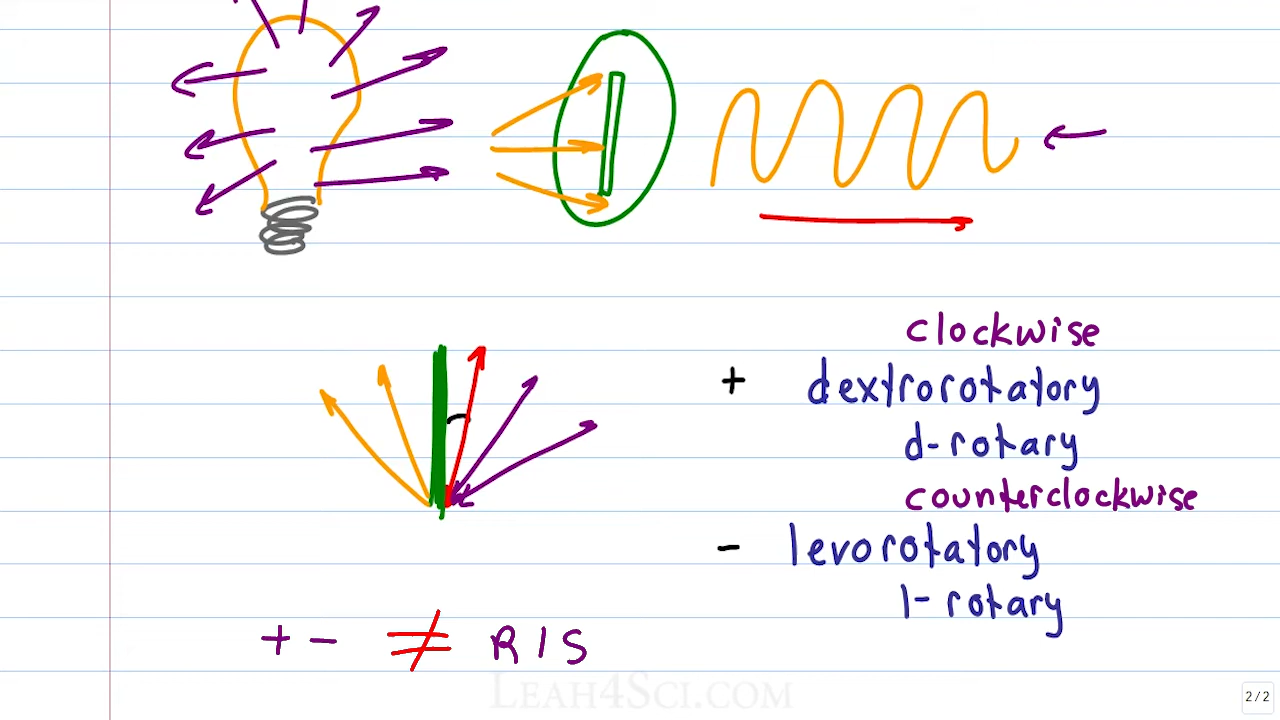 clockwise
+ dextrorotatory
d-rotary
counterclockwise
- levorotatory
l-rotary
+ - ≠ R/S
LEAH4SCI.COM
2/2